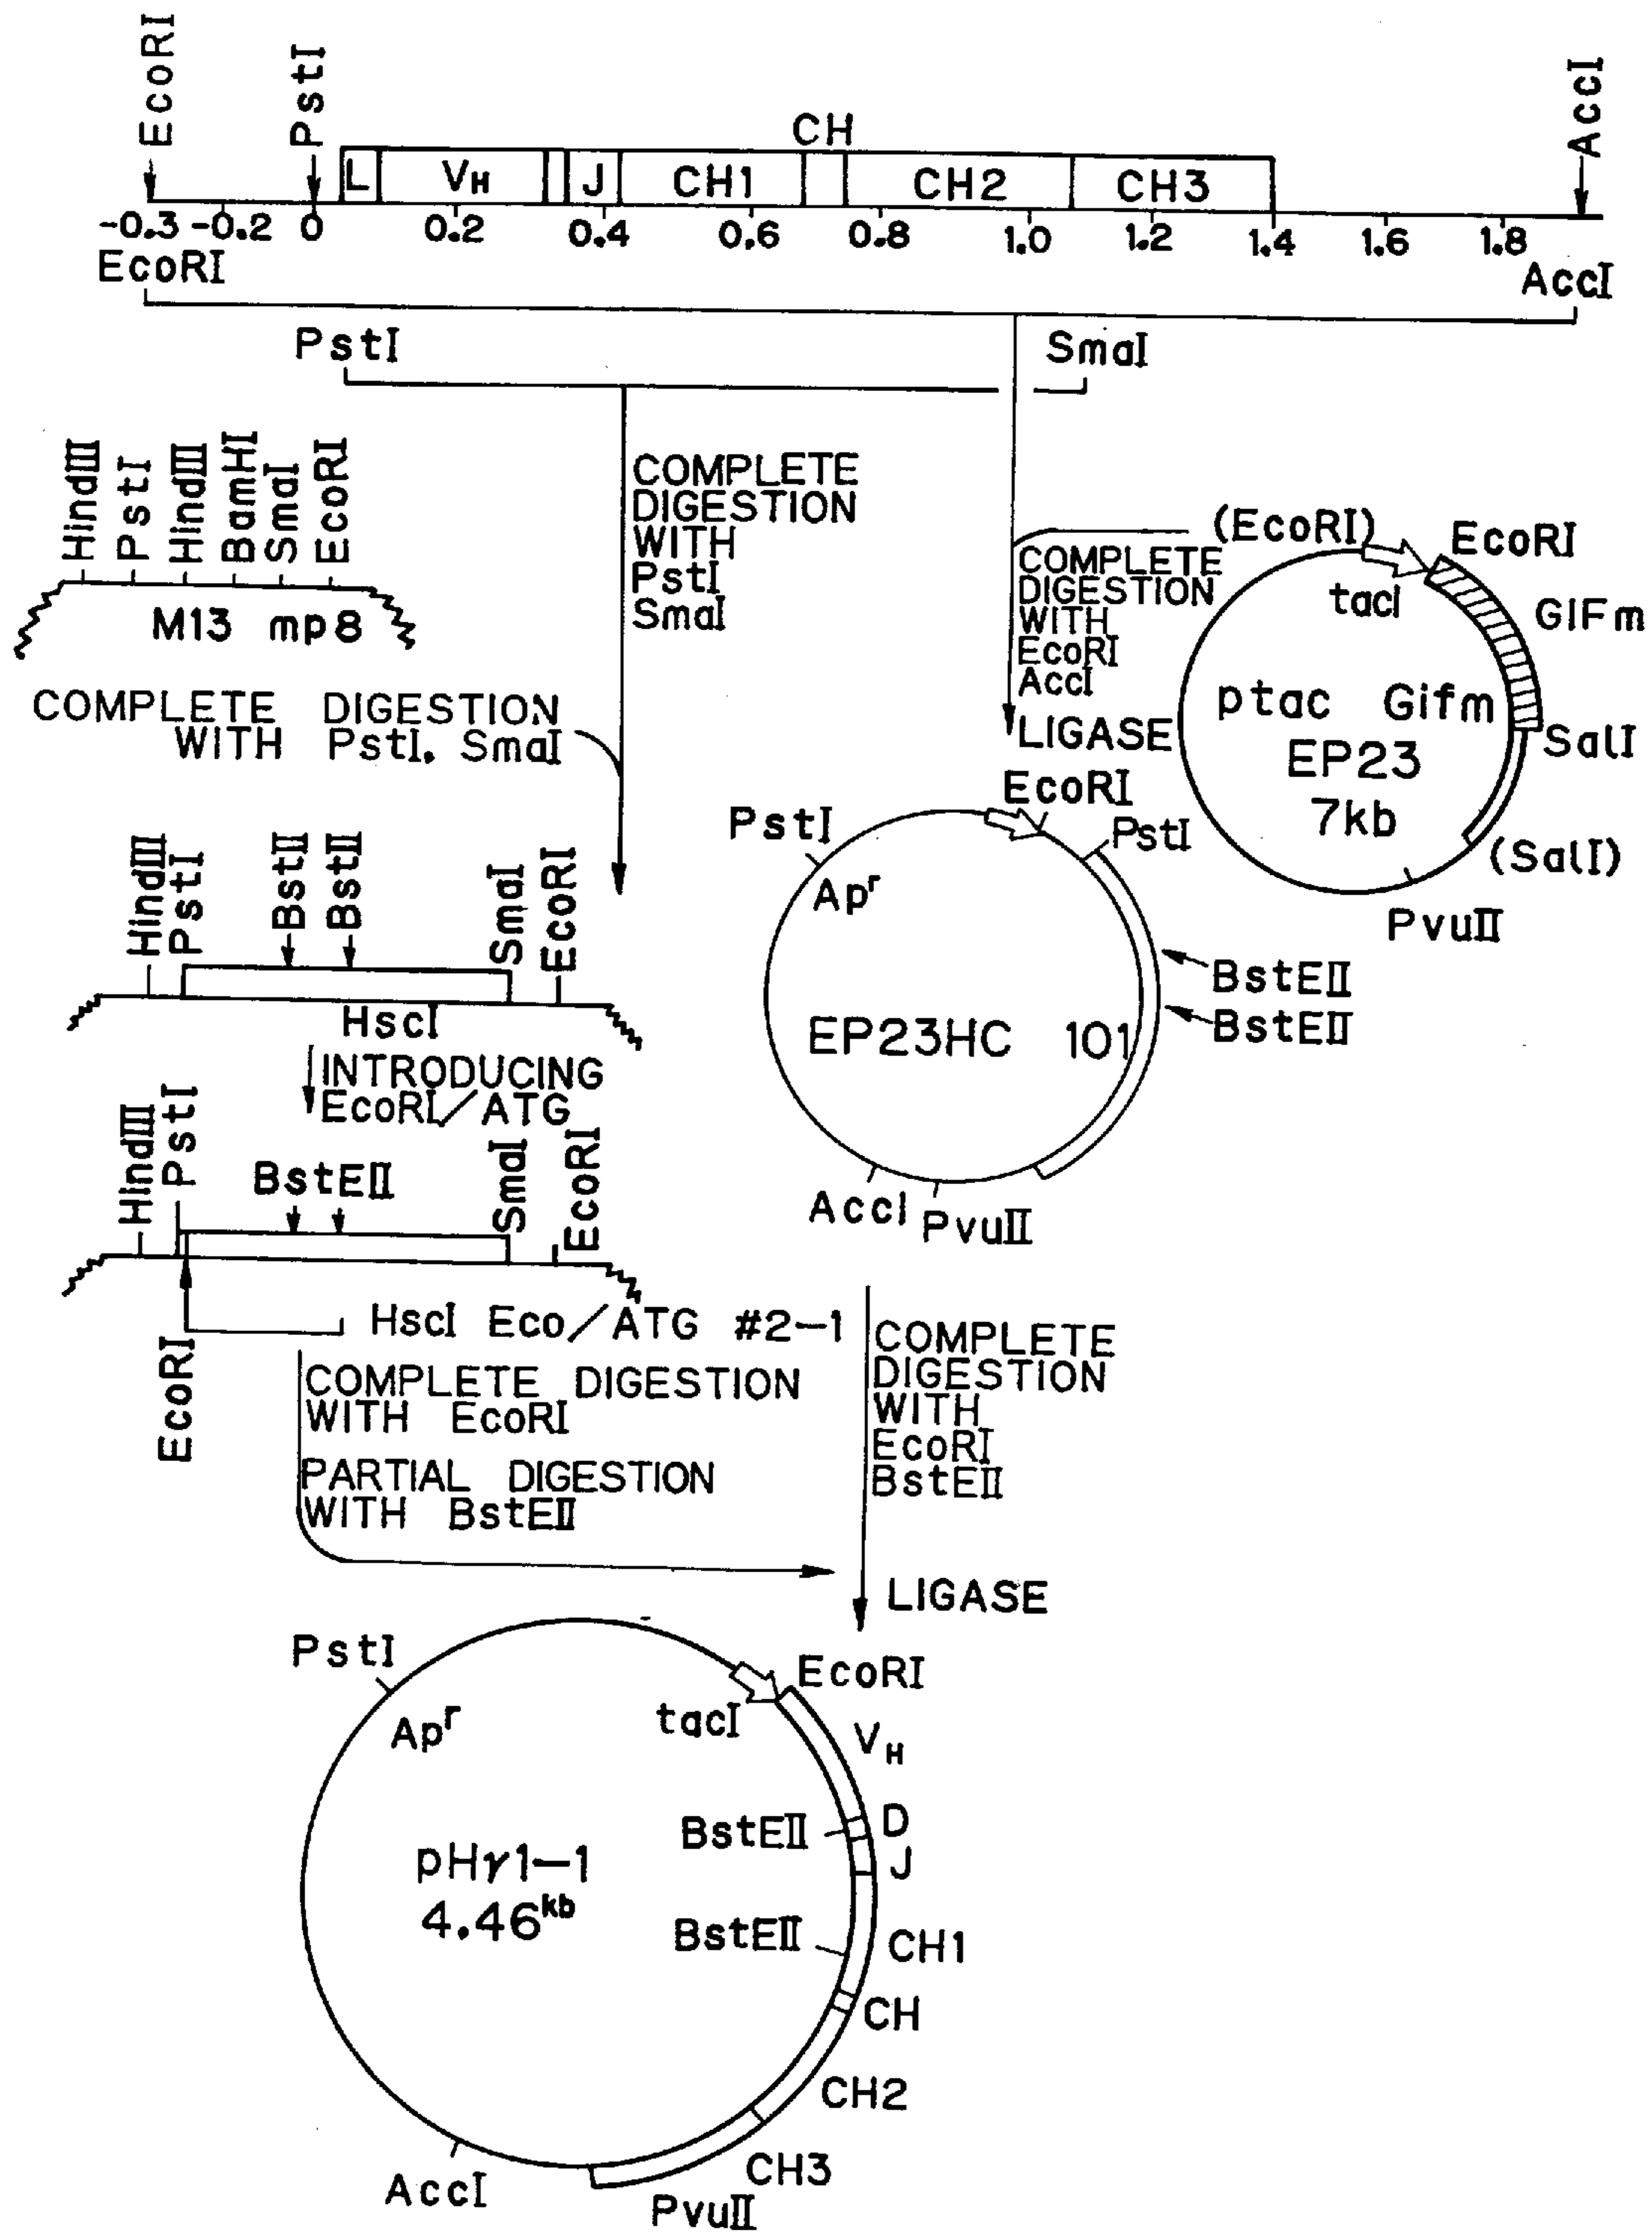 EcoRI
PstI
AccI
CH
L
VH
J
CH1
CH2
CH3
-0.3 -0.2 0 0.2 0.4 0.6 0.8 1.0 1.2 1.4 1.6 1.8
EcoRI
AccI
PstI
SmaI
HindIII
PstI
HindIII
BamHI
SmaI
EcoRI
M13 mp8
COMPLETE
DIGESTION
WITH
PstI
SmaI
COMPLETE DIGESTION
WITH PstI. SmaI
COMPLETE
DIGESTION
WITH
EcoRI
AccI
LIGASE
(EcoRI)
EcoRI
tacI
GIFm
ptac Gifm
EP23
7kb
SalI
(SalI)
PvuII
HindIII
PstI
BstII
BstII
SmaI
EcoRI
HscI
INTRODUCING
EcoRI/ATG
EcoRI
PstI
PstI
Apr
BstEII
BstEII
EP23HC 101
AccI
PvuII
HindIII
PstI
BstEII
SmaI
EcoRI
EcoRI
HscI Eco/ATG #2-1
COMPLETE DIGESTION
WITH EcoRI
PARTIAL DIGESTION
WITH BstEII
COMPLETE
DIGESTION
WITH
EcoRI
BstEII
LIGASE
PstI
Apr
tacI
EcoRI
VH
D
J
BstEII
BstEII
pHγ1-1
4.46kb
CH1
CH
CH2
CH3
AccI
PvuII